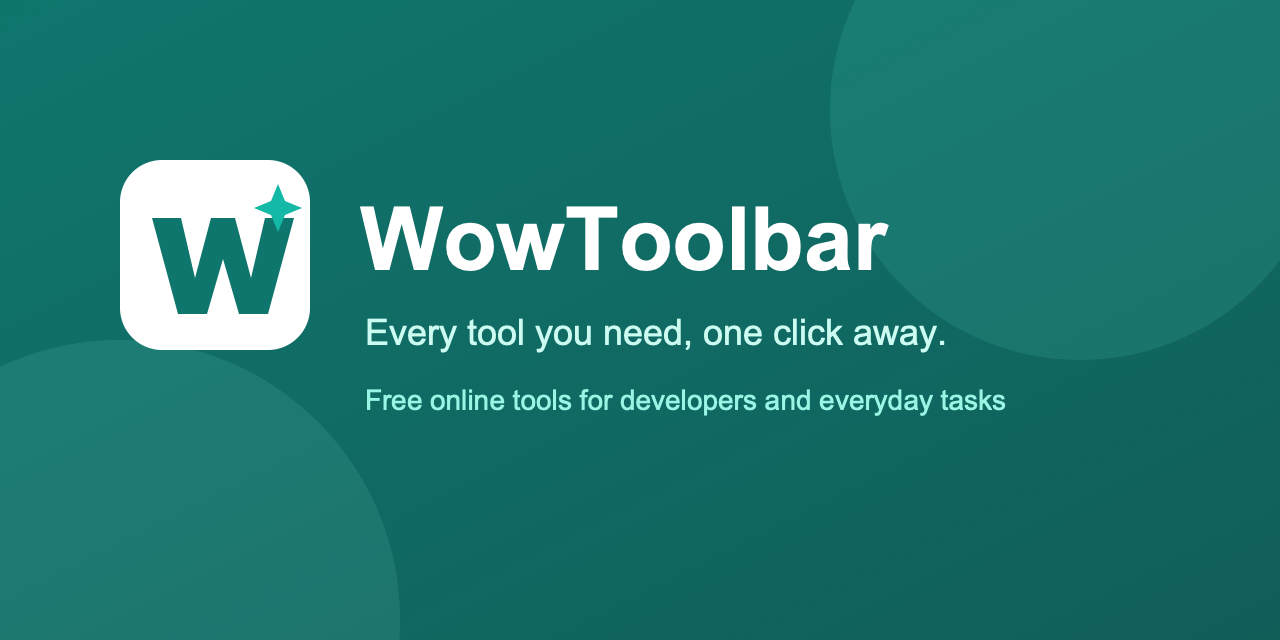 W
WowToolbar
Every tool you need, one click away.
Free online tools for developers and everyday tasks